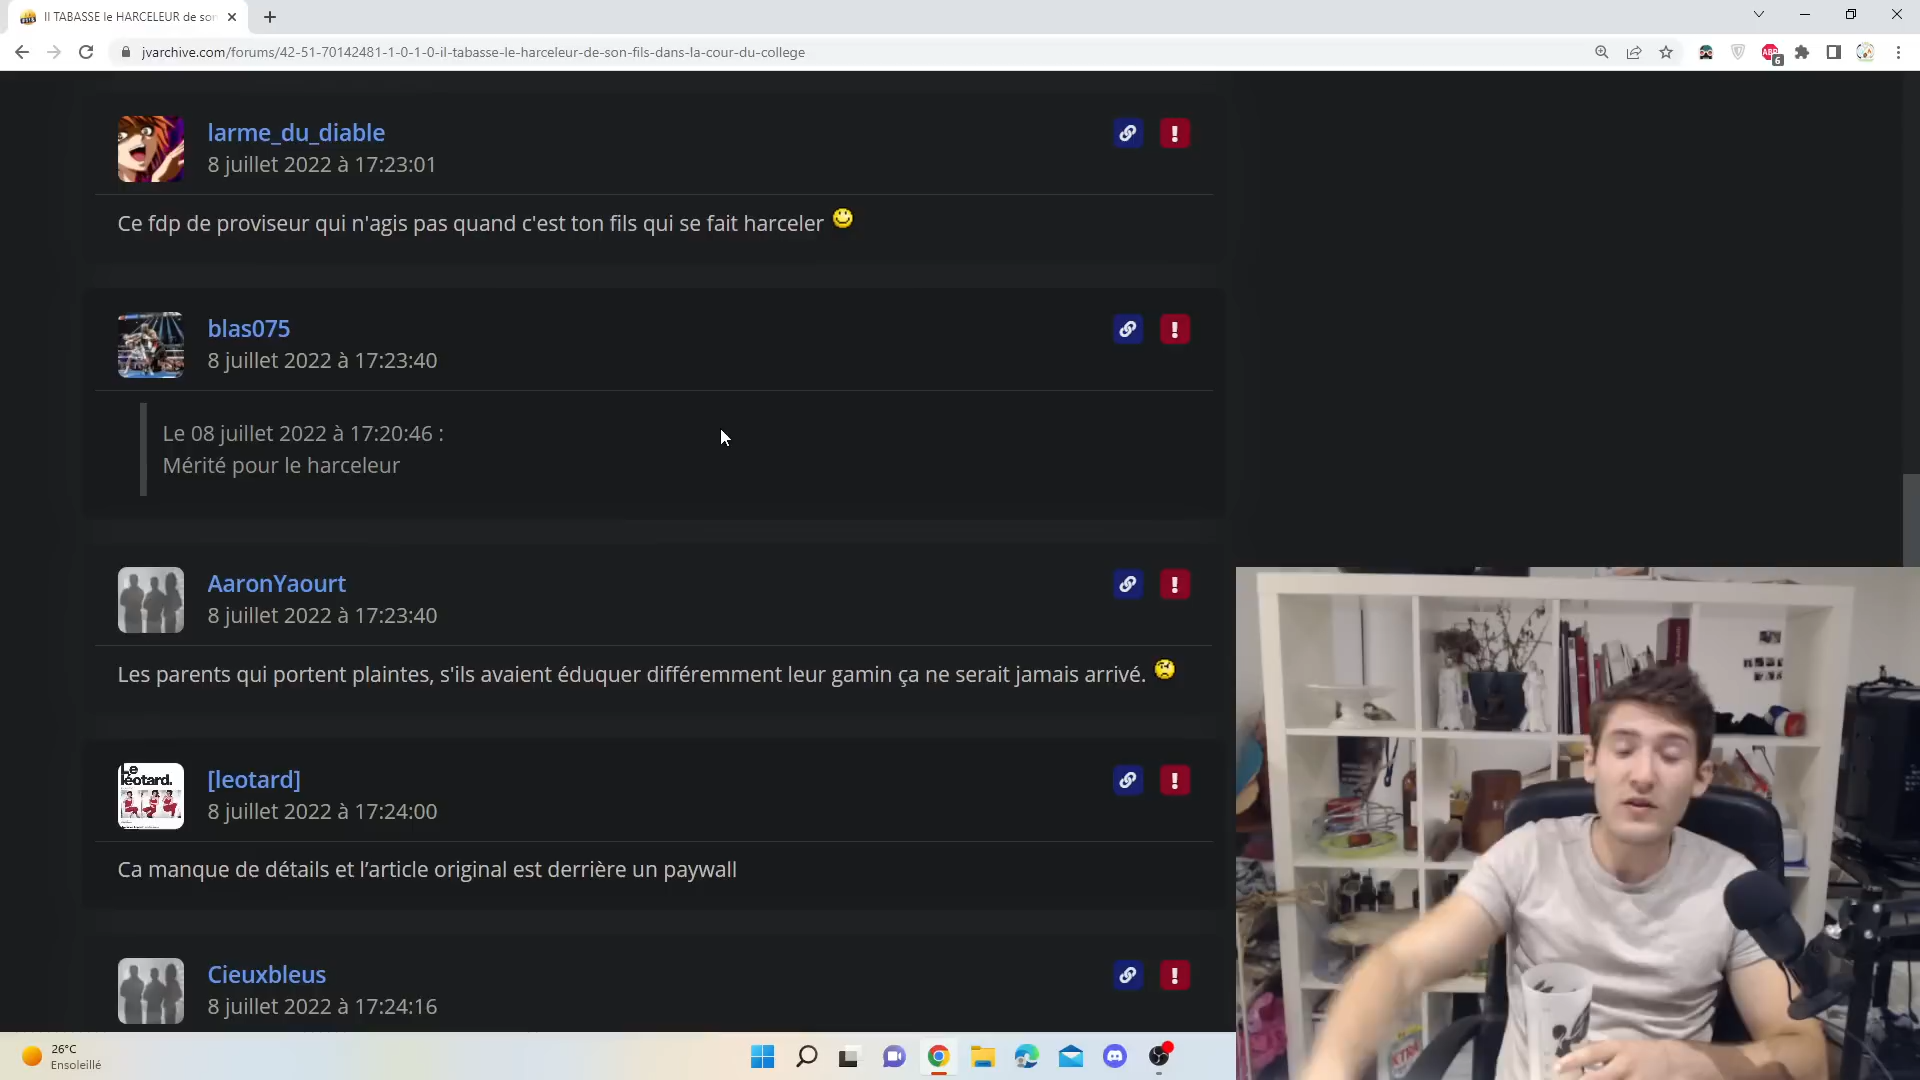 Il TABASSE le HARCELEUR de son
jvarchive.com/forums/42-51-70142481-1-0-1-0-il-tabasse-le-harceleur-de-son-fils-dans-la-cour-du-college
ABP
6
larme_du_diable
8 juillet 2022 à 17:23:01
Ce fdp de proviseur qui n'agis pas quand c'est ton fils qui se fait harceler
blas075
8 juillet 2022 à 17:23:40
Le 08 juillet 2022 à 17:20:46 :
Mérité pour le harceleur
AaronYaourt
8 juillet 2022 à 17:23:40
Les parents qui portent plaintes, s'ils avaient éduquer différemment leur gamin ça ne serait jamais arrivé.
Le
léotard.
[leotard]
8 juillet 2022 à 17:24:00
Ca manque de détails et l’article original est derrière un paywall
Cieuxbleus
8 juillet 2022 à 17:24:16
26°C
Ensoleillé